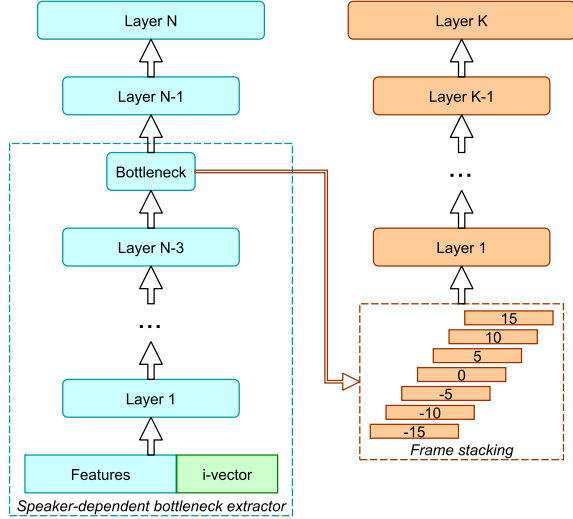 Layer N
Layer N-1
Bottleneck
Layer N-3
...
Layer 1
Features
i-vector
Speaker-dependent bottleneck extractor
Layer K
Layer K-1
...
Layer 1
15
10
5
0
-5
-10
-15
Frame stacking